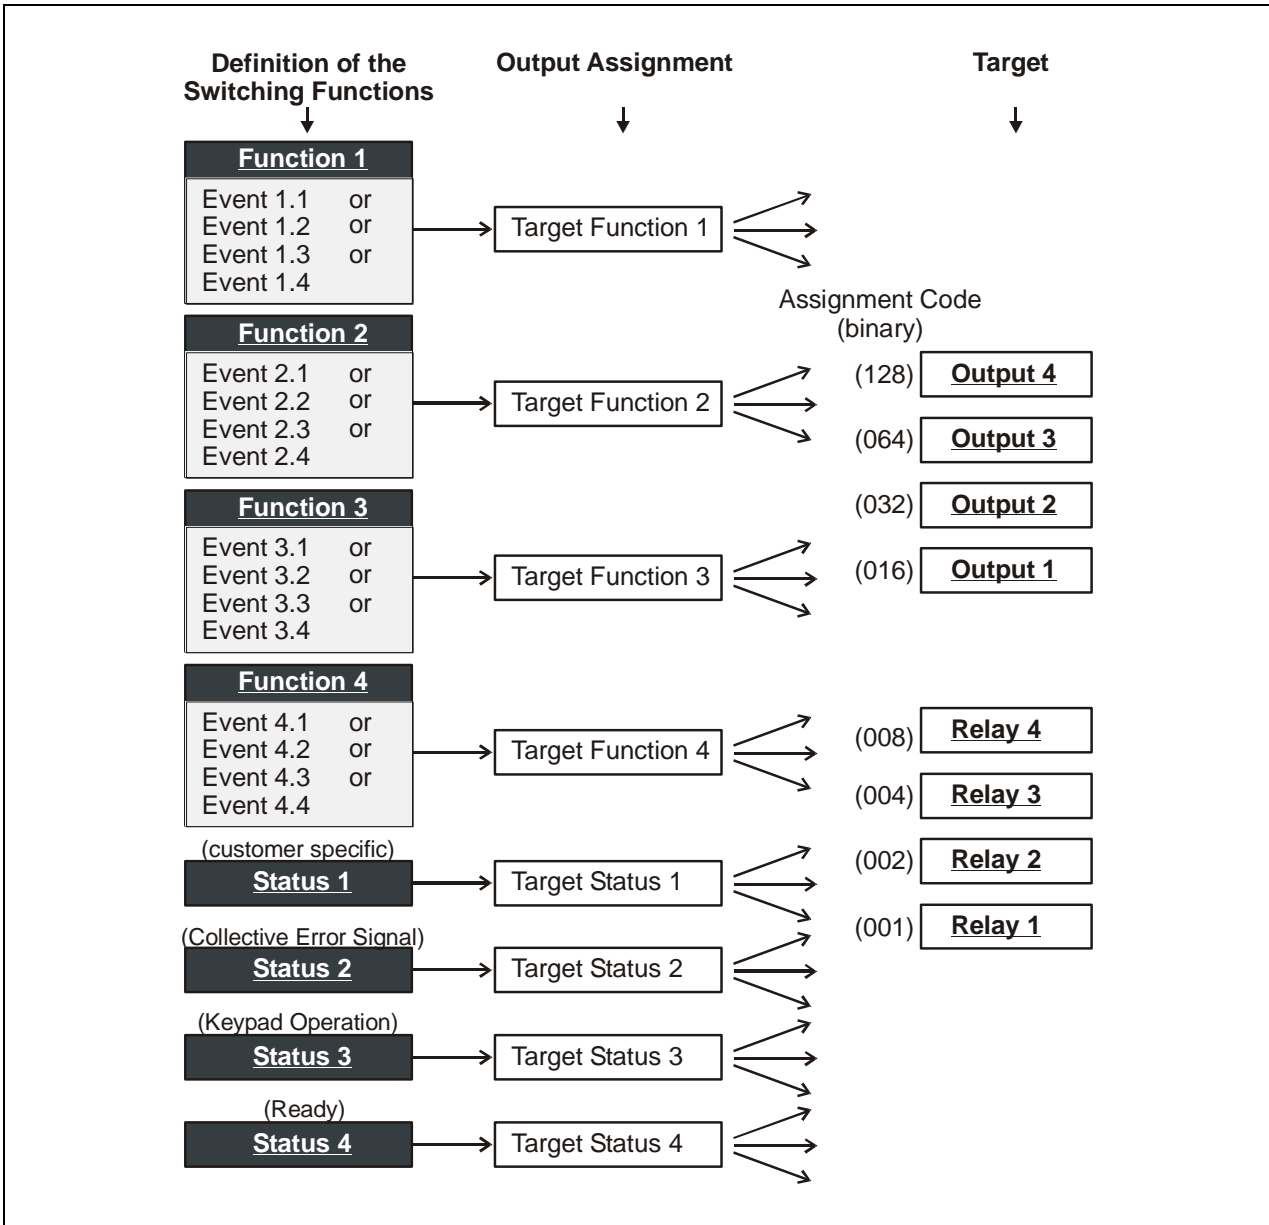 Definition of the
Switching Functions
Output Assignment
Target
Function 1
Event 1.1 or
Event 1.2 or
Event 1.3 or
Event 1.4
Target Function 1
Assignment Code
(binary)
Function 2
Event 2.1 or
Event 2.2 or
Event 2.3 or
Event 2.4
Target Function 2
(128) Output 4
(064) Output 3
(032) Output 2
(016) Output 1
Function 3
Event 3.1 or
Event 3.2 or
Event 3.3 or
Event 3.4
Target Function 3
Function 4
Event 4.1 or
Event 4.2 or
Event 4.3 or
Event 4.4
Target Function 4
(008) Relay 4
(004) Relay 3
(002) Relay 2
(001) Relay 1
(customer specific)
Status 1
Target Status 1
(Collective Error Signal)
Status 2
Target Status 2
(Keypad Operation)
Status 3
Target Status 3
(Ready)
Status 4
Target Status 4